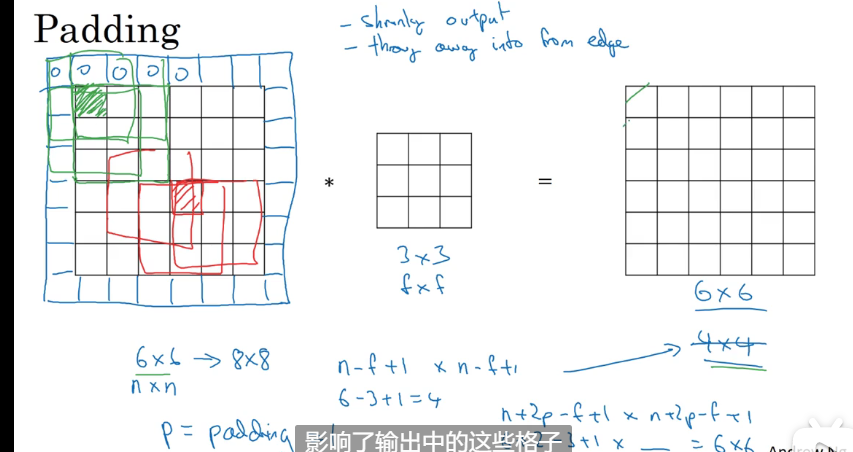 Padding
- shrinky output
- throw away info from edge
0 0 0 0 0
*
=
3 × 3
f × f
6 × 6
4 × 4
6 × 6 → 8 × 8
n × n
n - f + 1 × n - f + 1
6 - 3 + 1 = 4
n + 2p - f + 1 × n + 2p - f + 1
p = padding
- 3 + 1 × __ = 6 × 6
影响了输出中的这些格子
Andrew Ng